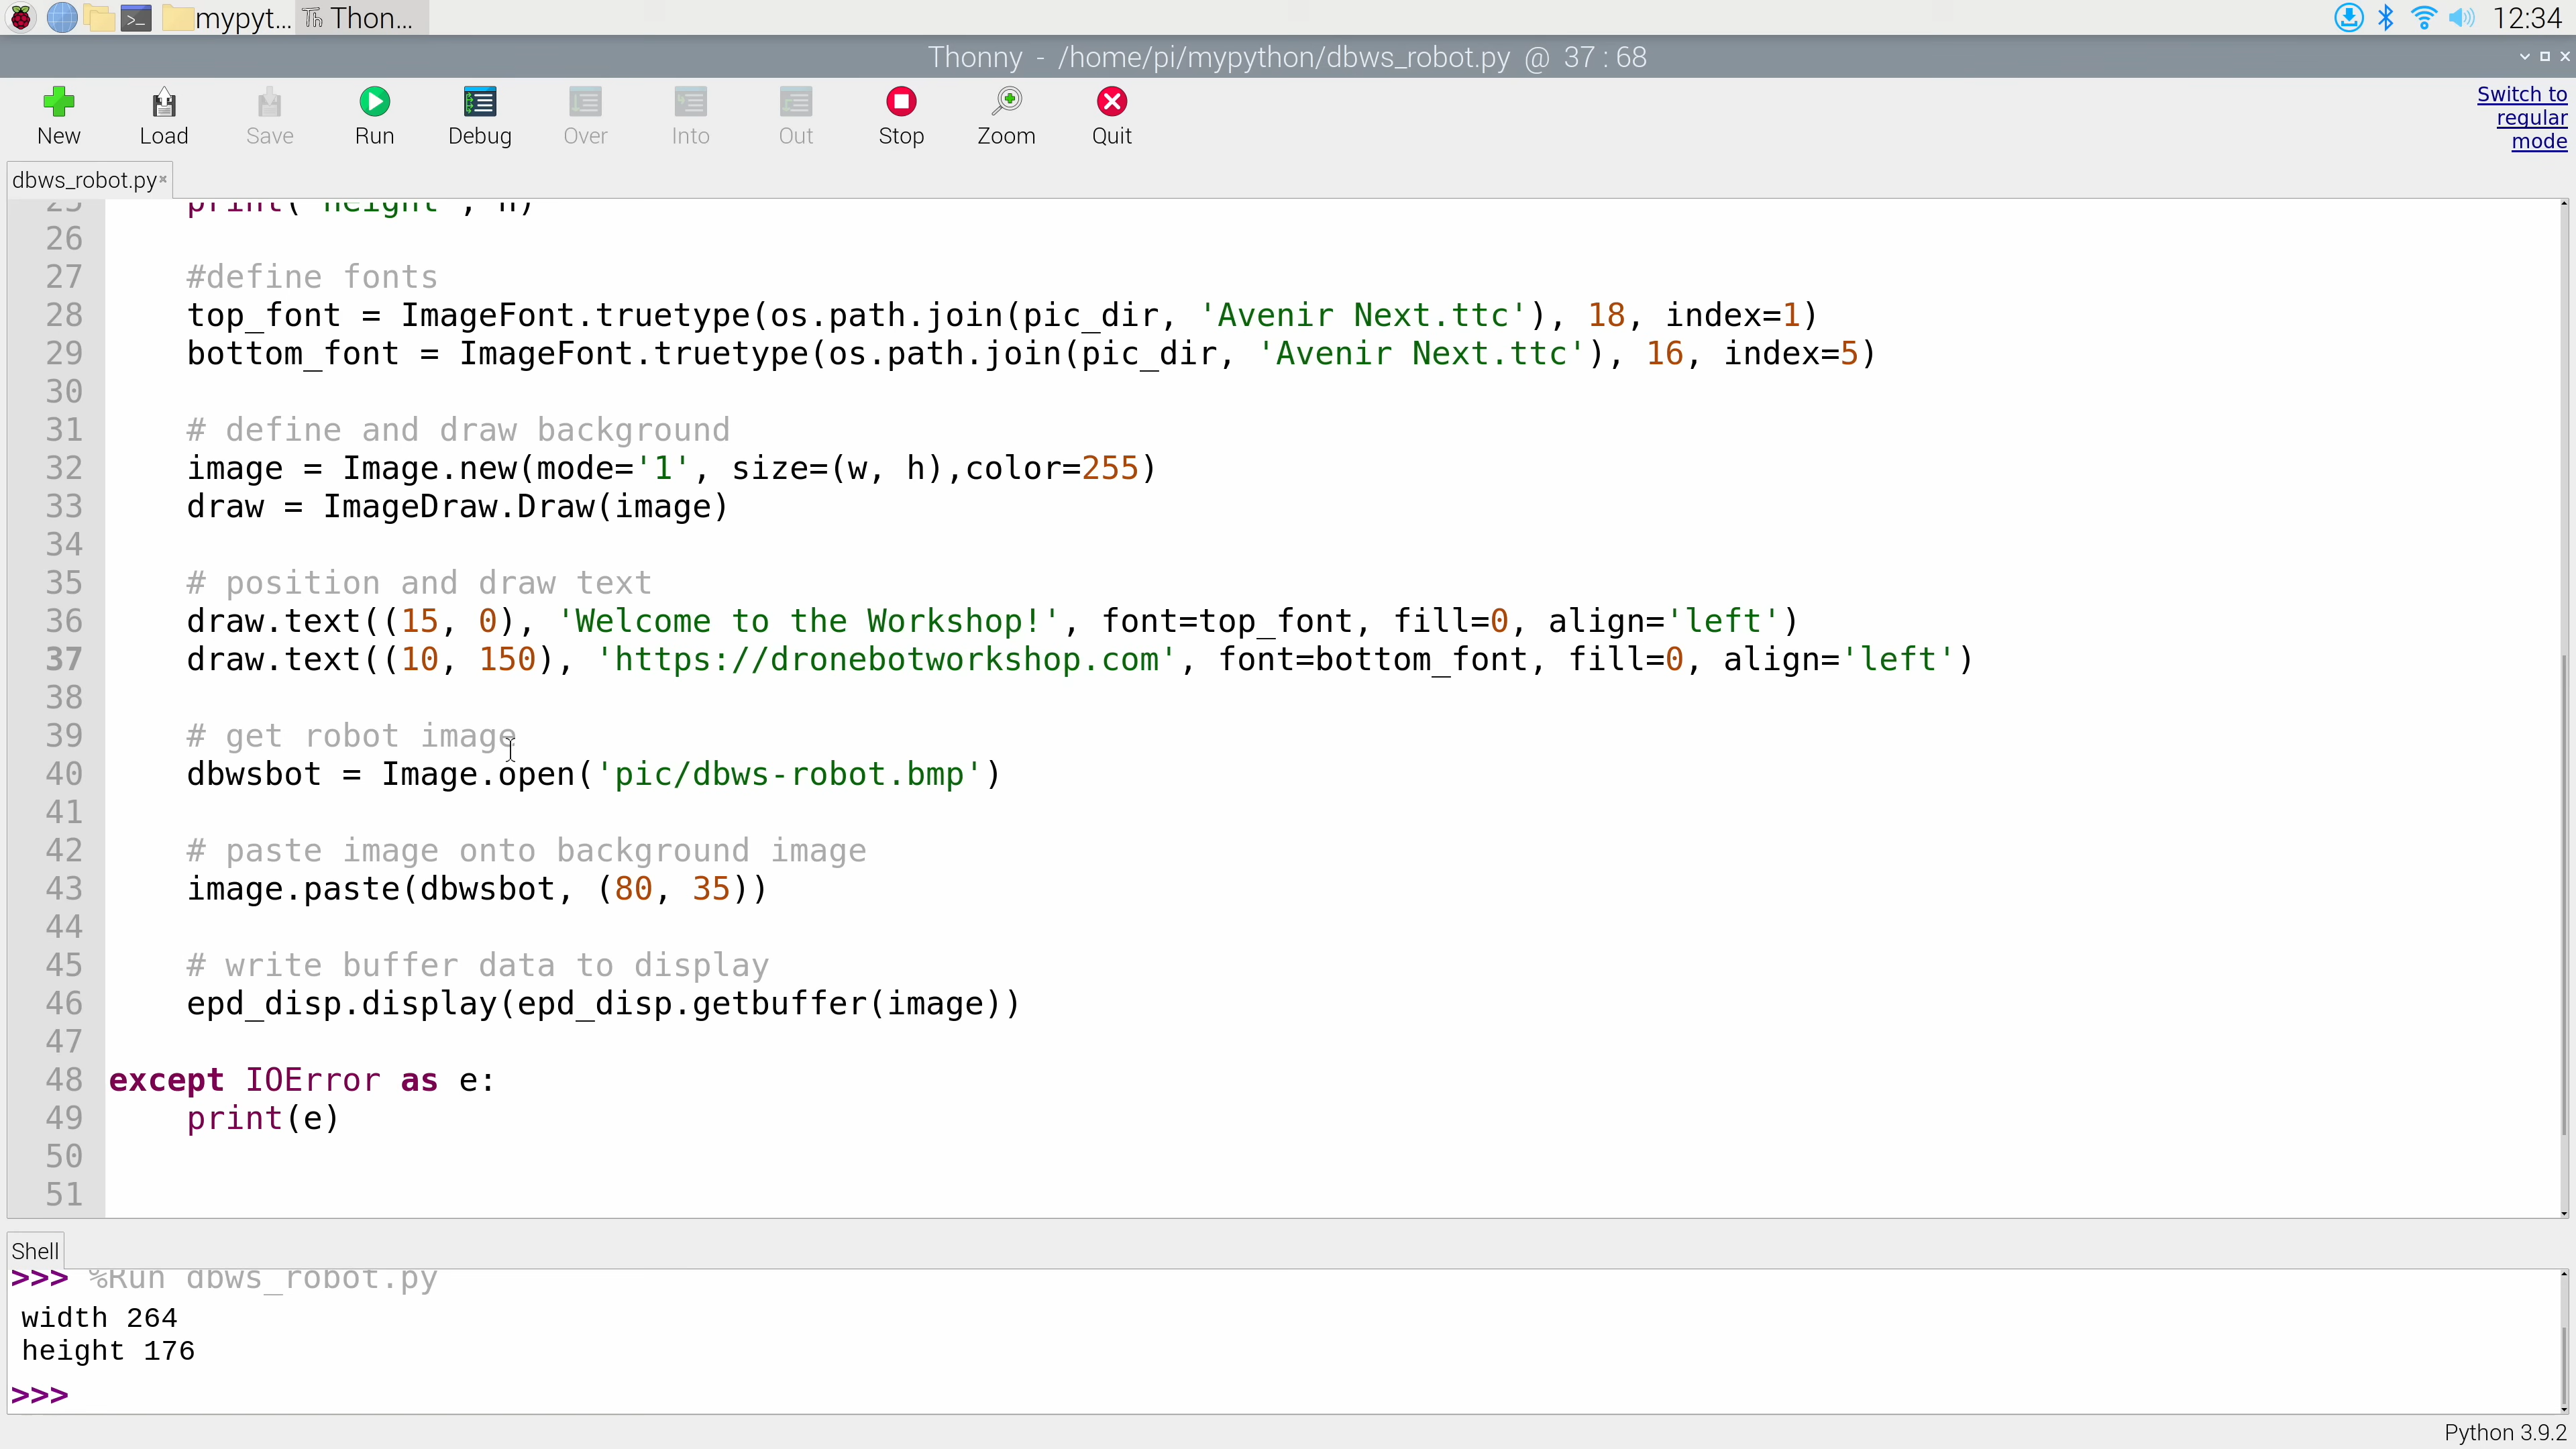 mypyt... Thon... 12:34
Thonny - /home/pi/mypython/dbws_robot.py @ 37 : 68
New Load Save Run Debug Over Into Out Stop Zoom Quit
Switch to
regular
mode
dbws_robot.py
25 print("height", h)
26
27 #define fonts
28 top_font = ImageFont.truetype(os.path.join(pic_dir, 'Avenir Next.ttc'), 18, index=1)
29 bottom_font = ImageFont.truetype(os.path.join(pic_dir, 'Avenir Next.ttc'), 16, index=5)
30
31 # define and draw background
32 image = Image.new(mode='1', size=(w, h),color=255)
33 draw = ImageDraw.Draw(image)
34
35 # position and draw text
36 draw.text((15, 0), 'Welcome to the Workshop!', font=top_font, fill=0, align='left')
37 draw.text((10, 150), 'https://dronebotworkshop.com', font=bottom_font, fill=0, align='left')
38
39 # get robot image
40 dbwsbot = Image.open('pic/dbws-robot.bmp')
41
42 # paste image onto background image
43 image.paste(dbwsbot, (80, 35))
44
45 # write buffer data to display
46 epd_disp.display(epd_disp.getbuffer(image))
47
48 except IOError as e:
49 print(e)
50
51
Shell
>>> %Run dbws_robot.py
width 264
height 176
>>>
Python 3.9.2